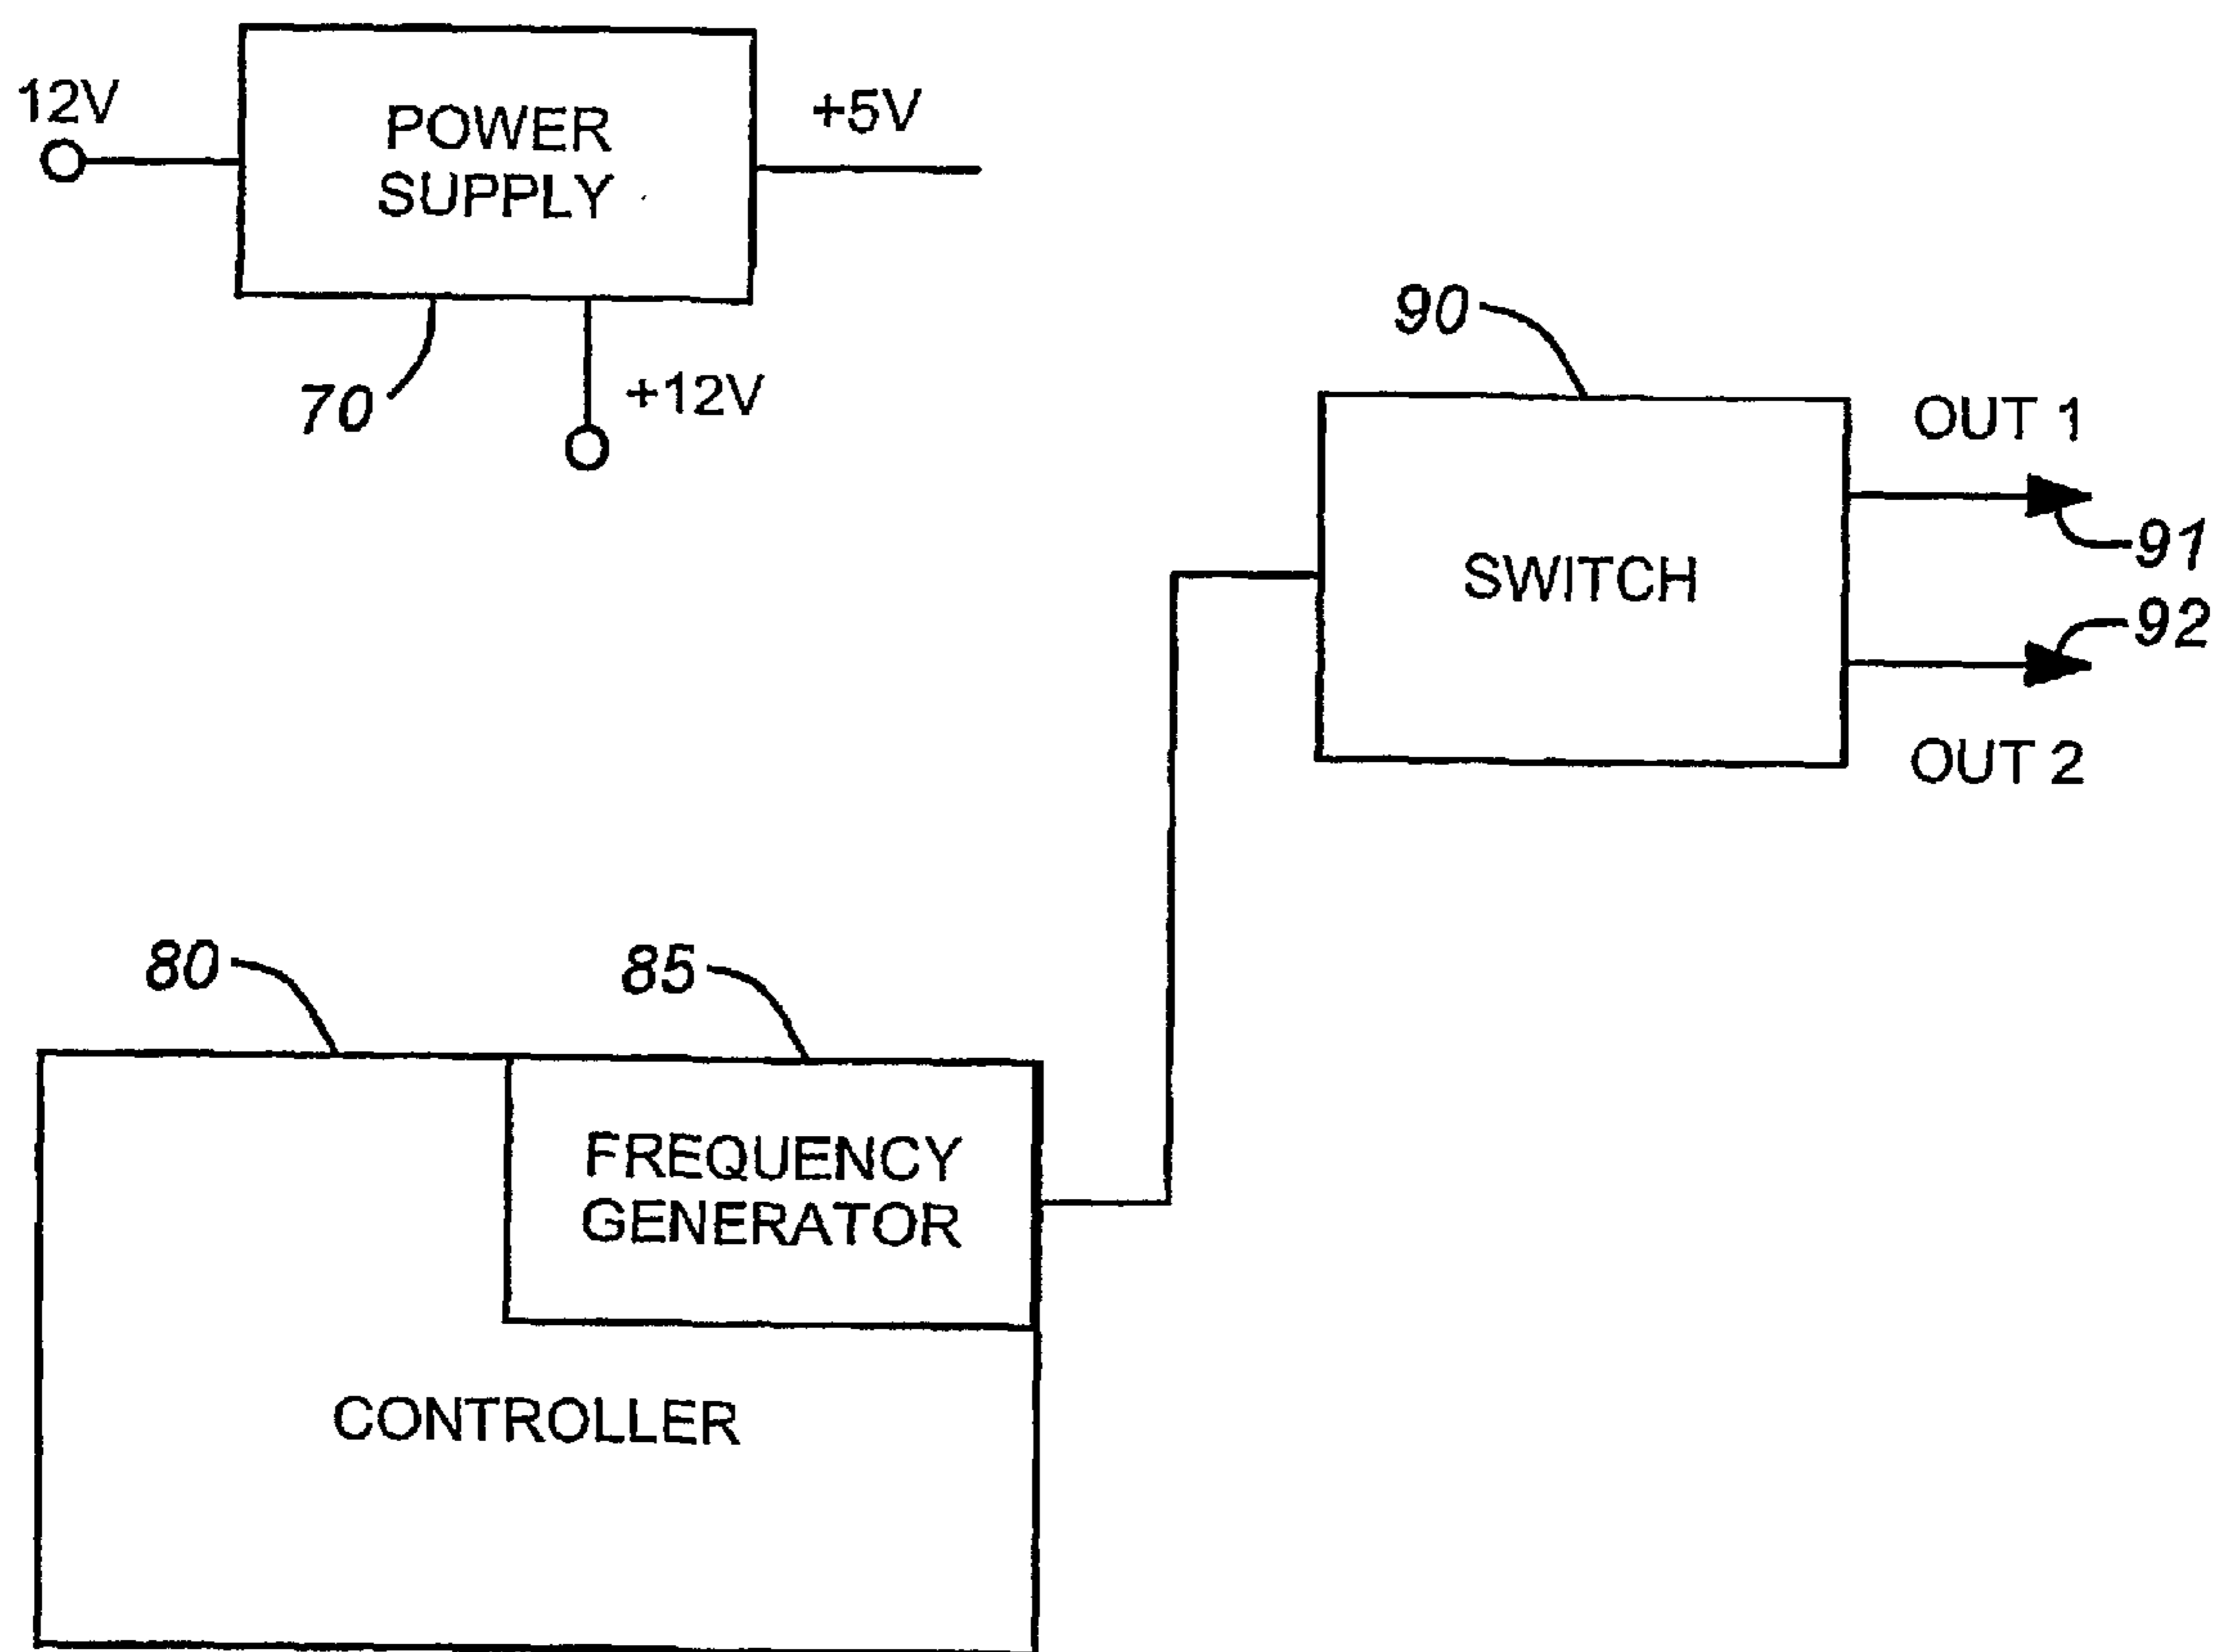 12V
POWER
SUPPLY
+5V
70
+12V
90
OUT 1
91
SWITCH
92
OUT 2
80
85
FREQUENCY
GENERATOR
CONTROLLER